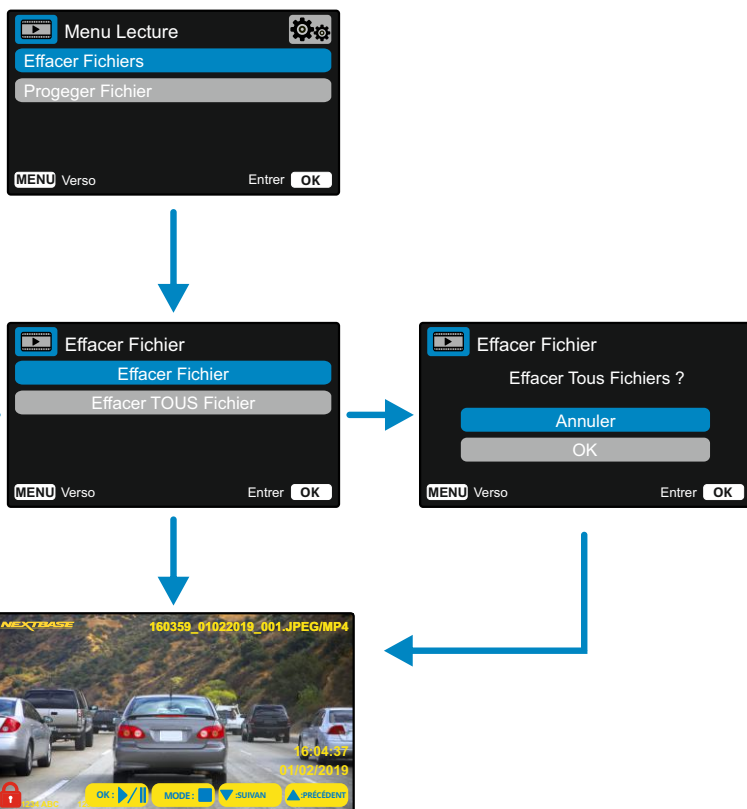 Menu Lecture
Effacer Fichiers
Progeger Fichier
MENU Verso Entrer OK
Effacer Fichier
Effacer Fichier
Effacer TOUS Fichier
MENU Verso Entrer OK
Effacer Fichier
Effacer Tous Fichiers ?
Annuler
OK
MENU Verso Entrer OK
NEXTBASE 160359_01022019_001.JPEG/MP4
16:04:37
01/02/2019
OK : MODE : :SUIVAN :PRÉCÉDENT